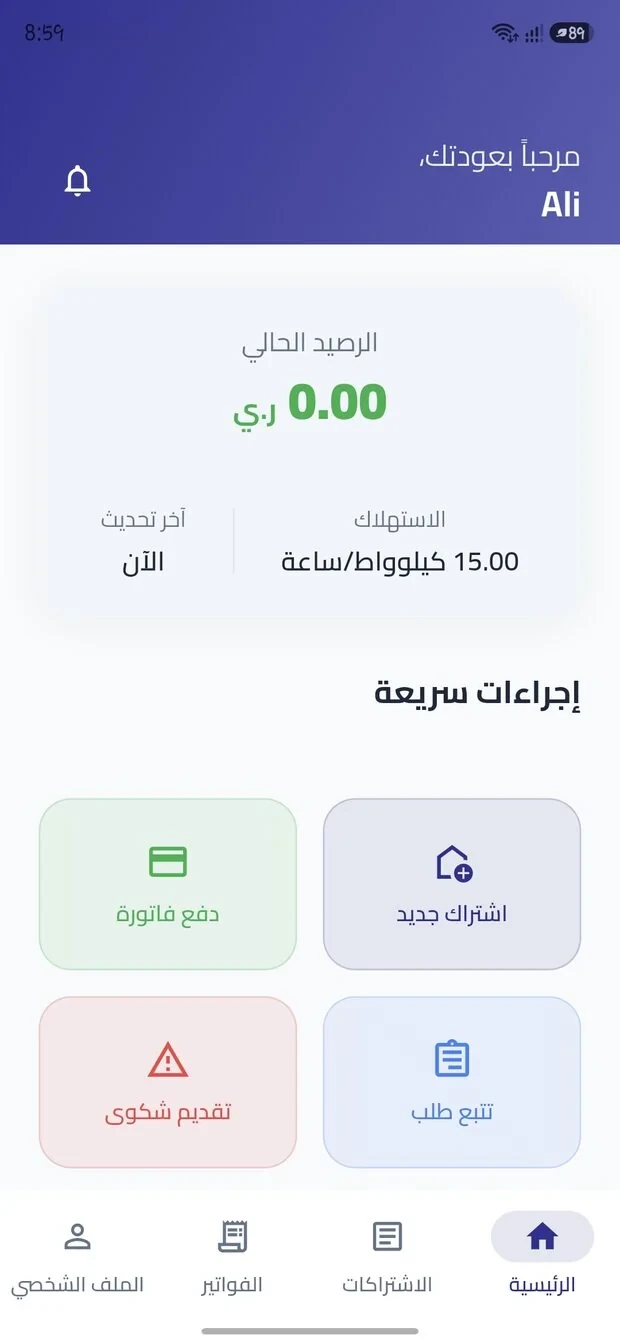 8:59
89
مرحباً بعودتك،
Ali
الرصيد الحالي
0.00 ر.ي
الاستهلاك
15.00 كيلوواط/ساعة
آخر تحديث
الآن
إجراءات سريعة
اشتراك جديد
دفع فاتورة
تتبع طلب
تقديم شكوى
الرئيسية
الاشتراكات
الفواتير
الملف الشخصي